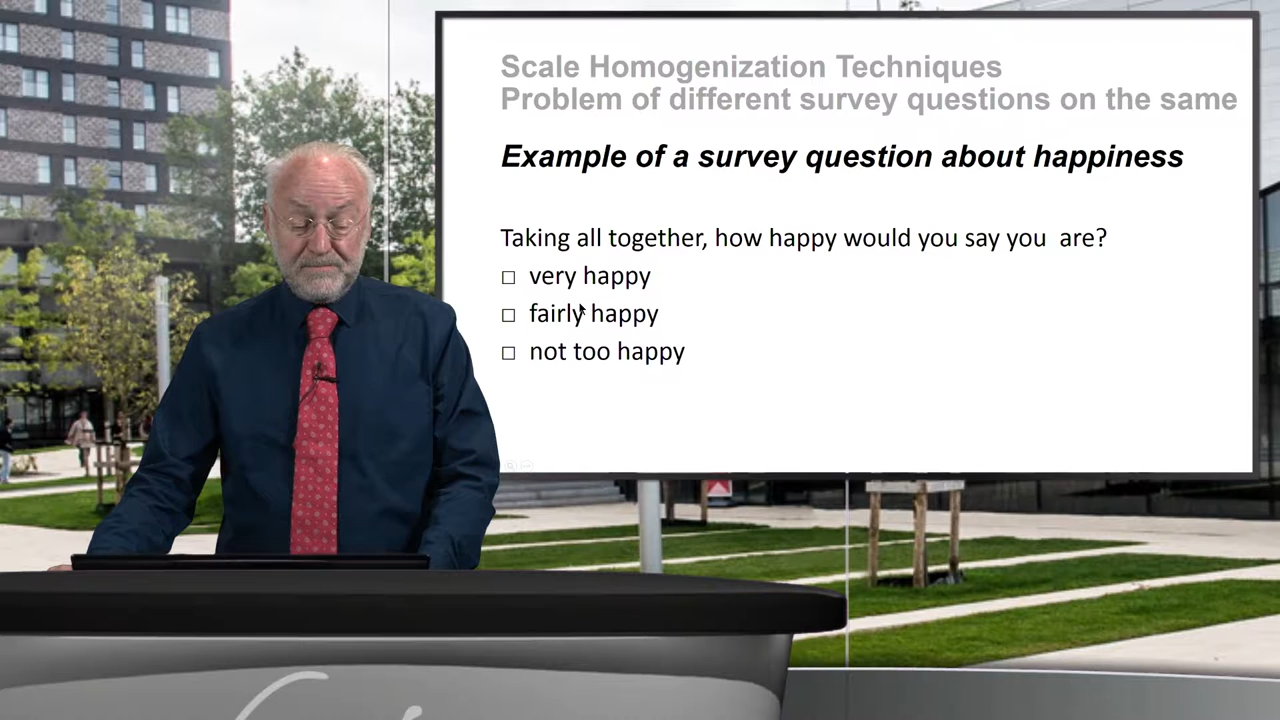 Scale Homogenization Techniques
Problem of different survey questions on the same
Example of a survey question about happiness
Taking all together, how happy would you say you are?
□ very happy
□ fairly happy
□ not too happy